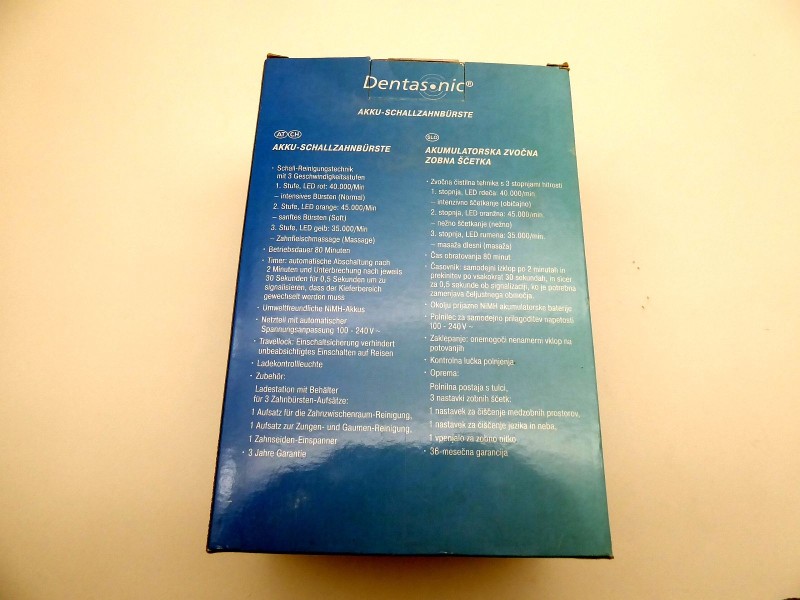 Dentasonic®
AKKU-SCHALLZAHNBÜRSTE
AT CH
AKKU-SCHALLZAHNBÜRSTE
· Schall-Reinigungstechnik
mit 3 Geschwindigkeitsstufen
1. Stufe, LED rot: 40.000/Min
– intensives Bürsten (Normal)
2. Stufe, LED orange: 45.000/Min
– sanftes Bürsten (Soft)
3. Stufe, LED gelb: 35.000/Min
– Zahnfleischmassage (Massage)
· Betriebsdauer 80 Minuten
· Timer: automatische Abschaltung nach
2 Minuten und Unterbrechung nach jeweils
30 Sekunden für 0,5 Sekunden um zu
signalisieren, dass der Kieferbereich
gewechselt werden muss
· Umweltfreundliche NiMH-Akkus
· Netzteil mit automatischer
Spannungsanpassung 100 - 240 V ~
· Travellock: Einschaltsicherung verhindert
unbeabsichtigtes Einschalten auf Reisen
· Ladekontrollleuchte
· Zubehör:
Ladestation mit Behälter
für 3 Zahnbürsten-Aufsätze:
1 Aufsatz für die Zahnzwischenraum-Reinigung,
1 Aufsatz zur Zungen- und Gaumen-Reinigung,
1 Zahnseiden-Einspanner
· 3 Jahre Garantie
SLO
AKUMULATORSKA ZVOČNA
ZOBNA ŠČETKA
· Zvočna čistilna tehnika s 3 stopnjami hitrosti
1. stopnja, LED rdeča: 40.000/min
– intenzivno ščetkanje (običajno)
2. stopnja, LED oranžna: 45.000/min
– nežno ščetkanje (nežno)
3. stopnja, LED rumena: 35.000/min
– masaža dlesni (masaža)
· Čas obratovanja 80 minut
· Časovnik: samodejni izklop po 2 minutah in
prekinitev po vsakokrat 30 sekundah, in sicer
za 0,5 sekunde ob signalizaciji, ko je potrebna
zamenjava čeljustnega območja.
· Okolju prijazne NiMH akumulatorske baterije
· Polnilec za samodejno prilagoditev napetosti
100 - 240 V ~
· Zaklepanje: onemogoči nenamerni vklop na
potovanjih
· Kontrolna lučka polnjenja
· Oprema:
Polnilna postaja s tulci,
3 nastavki zobnih ščetk:
1 nastavek za čiščenje medzobnih prostorov,
1 nastavek za čiščenje jezika in neba,
1 vpenjalo za zobno nitko
· 36-mesečna garancija